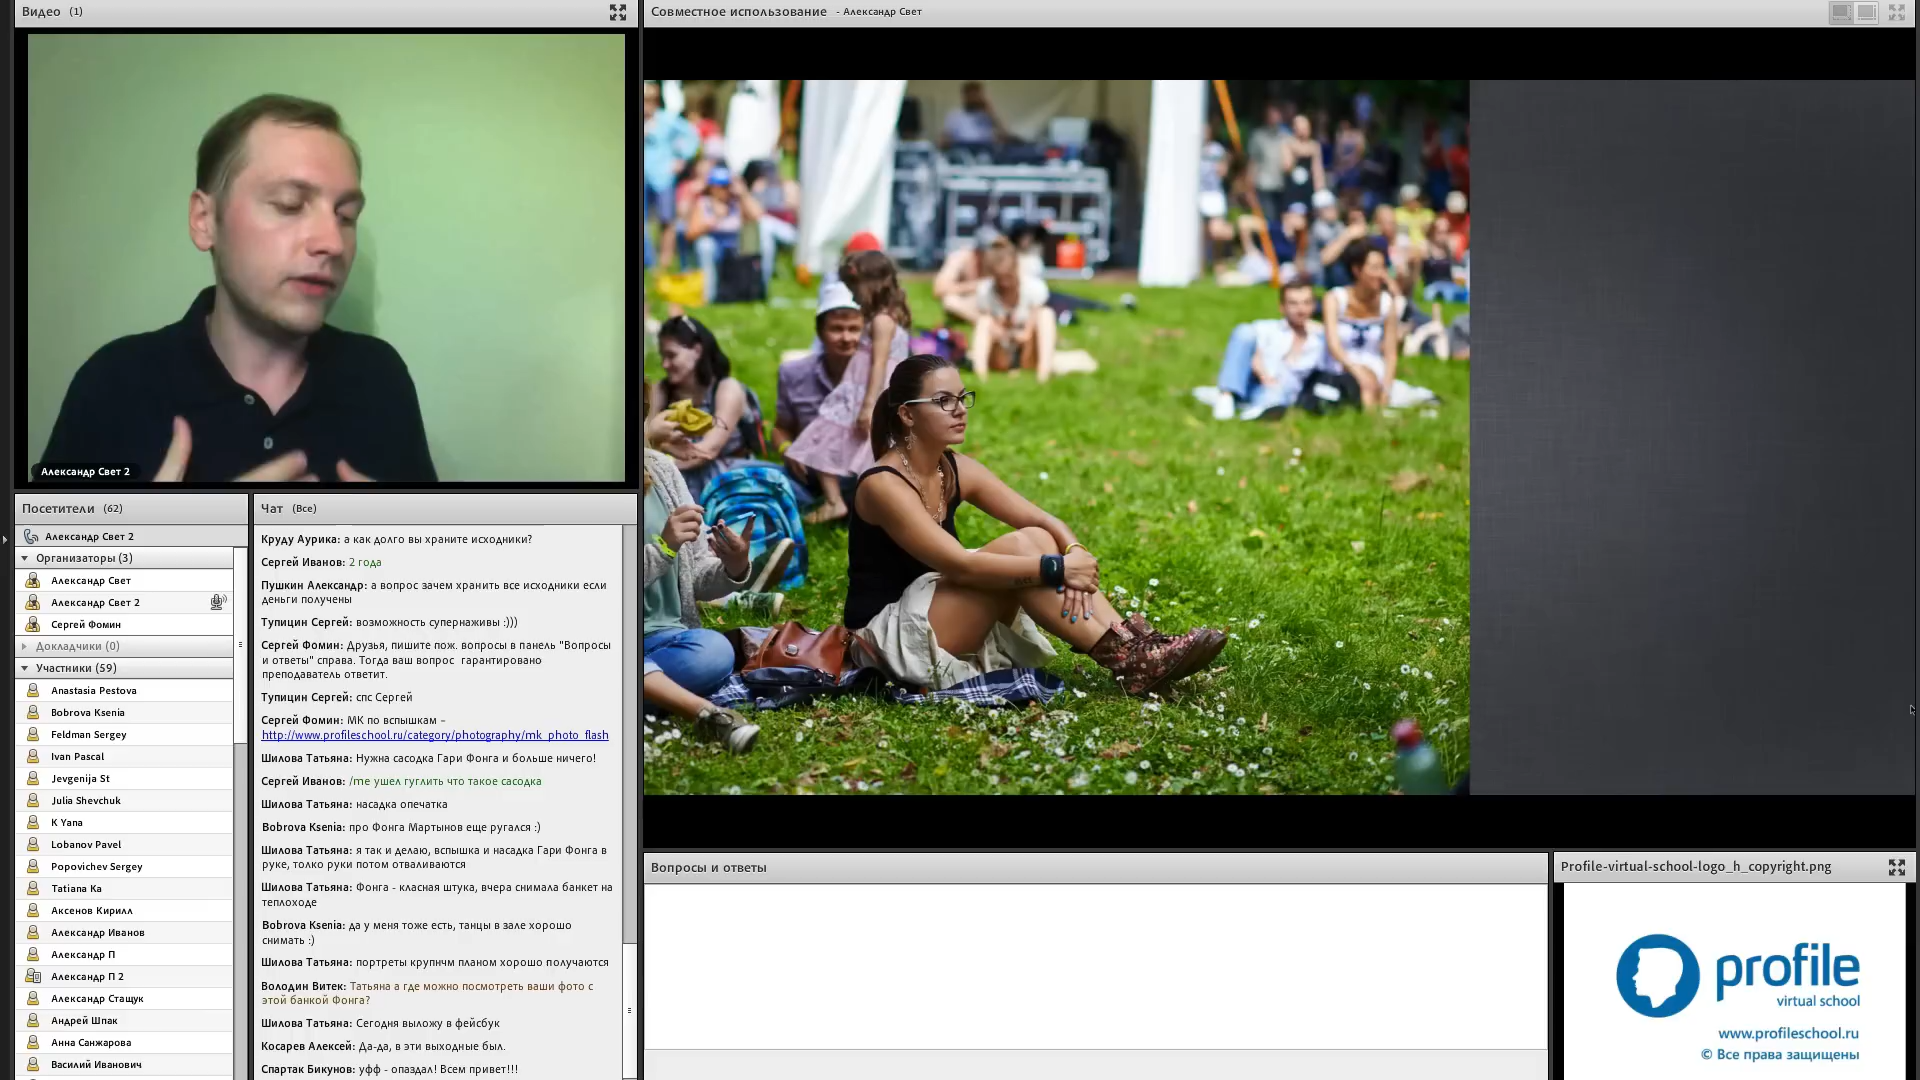 Видео (1)
Александр Свет 2
Совместное использование - Александр Свет
Посетители (62)
Александр Свет 2
Организаторы (3)
Александр Свет
Александр Свет 2
Сергей Фомин
Докладчики (0)
Участники (59)
Anastasia Pestova
Bobrova Ksenia
Feldman Sergey
Ivan Pascal
Jevgenija St
Julia Shevchuk
K Yana
Lobanov Pavel
Popovichev Sergey
Tatiana Ka
Аксенов Кирилл
Александр Иванов
Александр П
Александр П 2
Александр Стащук
Андрей Шпак
Анна Санжарова
Василий Иванович
Чат (Все)
Круду Аурика: а как долго вы храните исходники?
Сергей Иванов: 2 года
Пушкин Александр: а вопрос зачем хранить все исходники если
деньги получены
Тупицин Сергей: возможность супернаживы :)))
Сергей Фомин: Друзья, пишите пож. вопросы в панель "Вопросы
и ответы" справа. Тогда ваш вопрос гарантировано
преподаватель ответит.
Тупицин Сергей: спс Сергей
Сергей Фомин: МК по вспышкам –
http://www.profileschool.ru/category/photography/mk_photo_flash
Шилова Татьяна: Нужна сасодка Гари Фонга и больше ничего!
Сергей Иванов: /me ушел гуглить что такое сасодка
Шилова Татьяна: насадка опечатка
Bobrova Ksenia: про Фонга Мартынов еще ругался :)
Шилова Татьяна: я так и делаю, вспышка и насадка Гари Фонга в
руке, толко руки потом отваливаются
Шилова Татьяна: Фонга - класная штука, вчера снимала банкет на
теплоходе
Bobrova Ksenia: да у меня тоже есть, танцы в зале хорошо
снимать :)
Шилова Татьяна: портреты крупнчм планом хорошо получаются
Володин Витек: Татьяна а где можно посмотреть ваши фото с
этой банкой Фонга?
Шилова Татьяна: Сегодня выложу в фейсбук
Косарев Алексей: Да-да, в эти выходные был.
Спартак Бикунов: уфф - опаздал! Всем привет!!!
Вопросы и ответы
Profile-virtual-school-logo_h_copyright.png
profile
virtual school
www.profileschool.ru
© Все права защищены